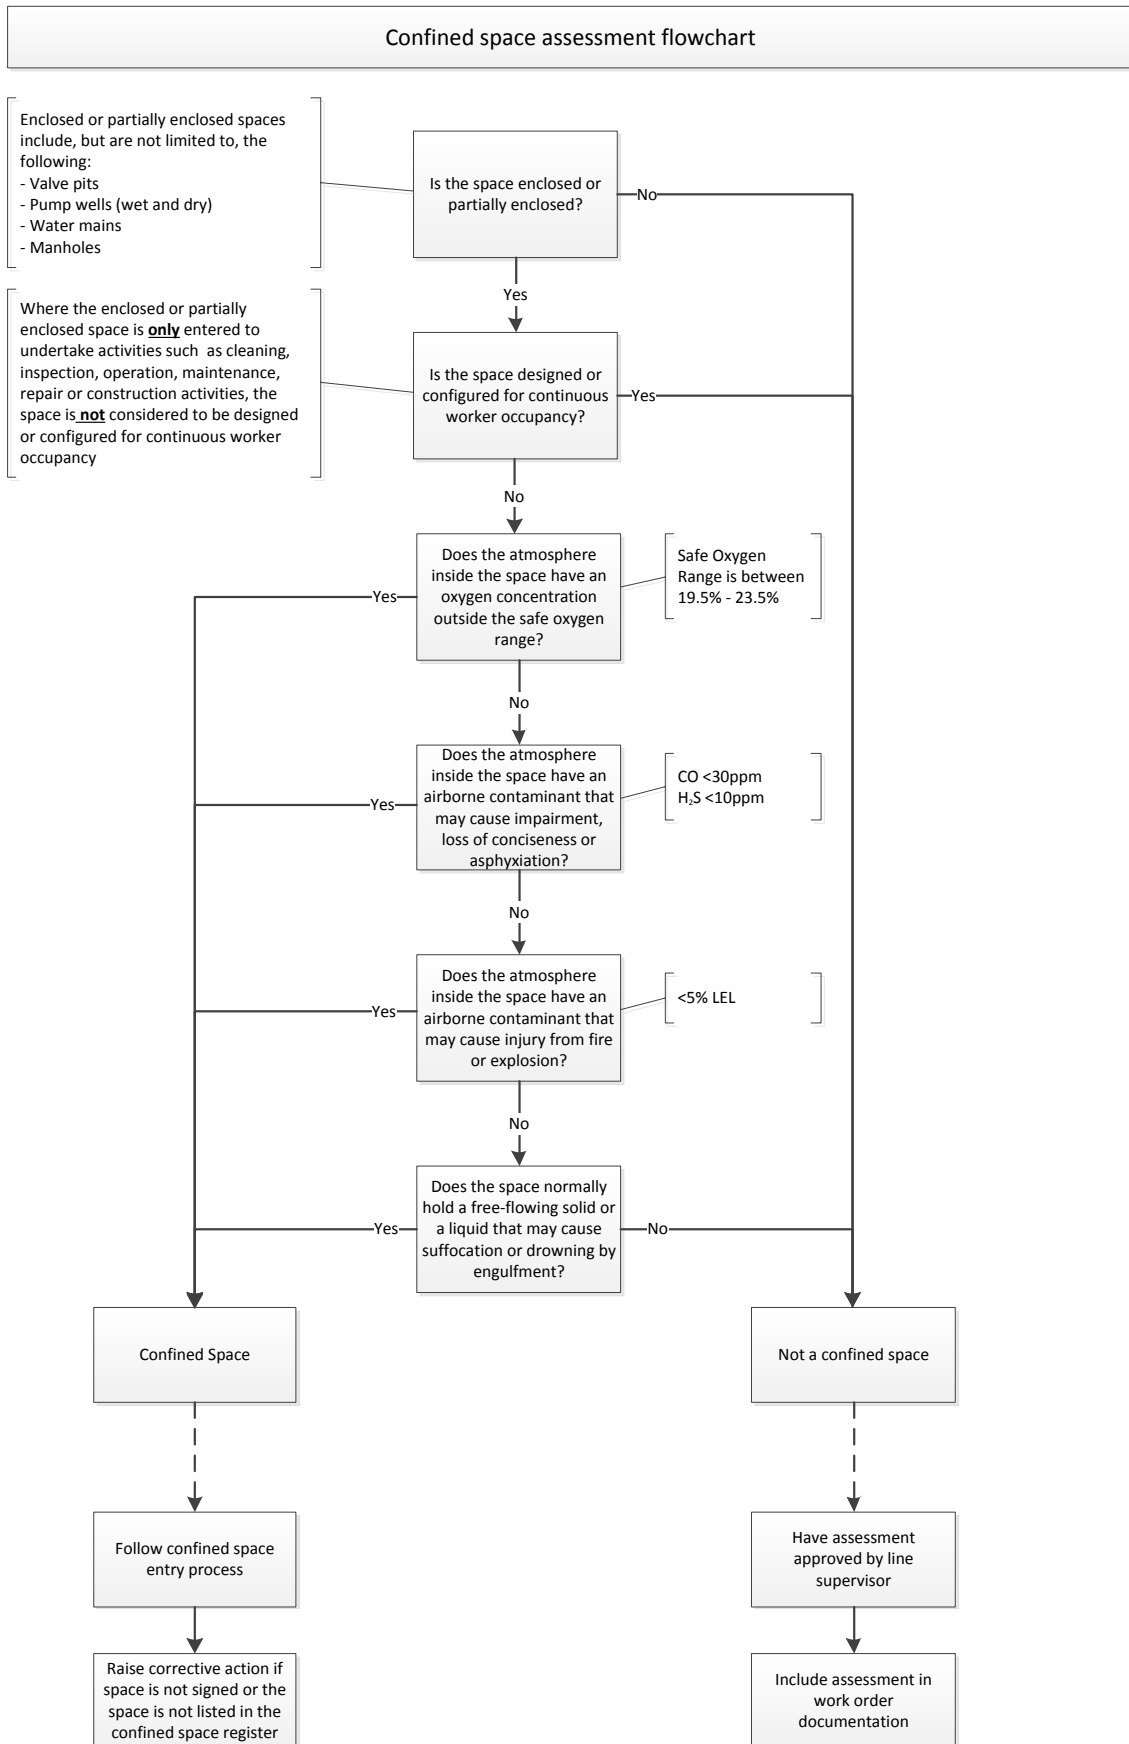 Confined space assessment flowchart
Enclosed or partially enclosed spaces
include, but are not limited to, the
following:
- Valve pits
- Pump wells (wet and dry)
- Water mains
- Manholes
Is the space enclosed or
partially enclosed?
No
Yes
Where the enclosed or partially
enclosed space is only entered to
undertake activities such  as cleaning,
inspection, operation, maintenance,
repair or construction activities, the
space is not considered to be designed
or configured for continuous worker
occupancy
Is the space designed or
configured for continuous
worker occupancy?
Yes
No
Does the atmosphere
inside the space have an
oxygen concentration
outside the safe oxygen
range?
Safe Oxygen
Range is between
19.5% - 23.5%
Yes
No
Does the atmosphere
inside the space have an
airborne contaminant that
may cause impairment,
loss of conciseness or
asphyxiation?
CO <30ppm
H₂S <10ppm
Yes
No
Does the atmosphere
inside the space have an
airborne contaminant that
may cause injury from fire
or explosion?
<5% LEL
Yes
No
Does the space normally
hold a free-flowing solid or
a liquid that may cause
suffocation or drowning by
engulfment?
Yes
No
Confined Space
Not a confined space
Follow confined space
entry process
Have assessment
approved by line
supervisor
Raise corrective action if
space is not signed or the
space is not listed in the
confined space register
Include assessment in
work order
documentation